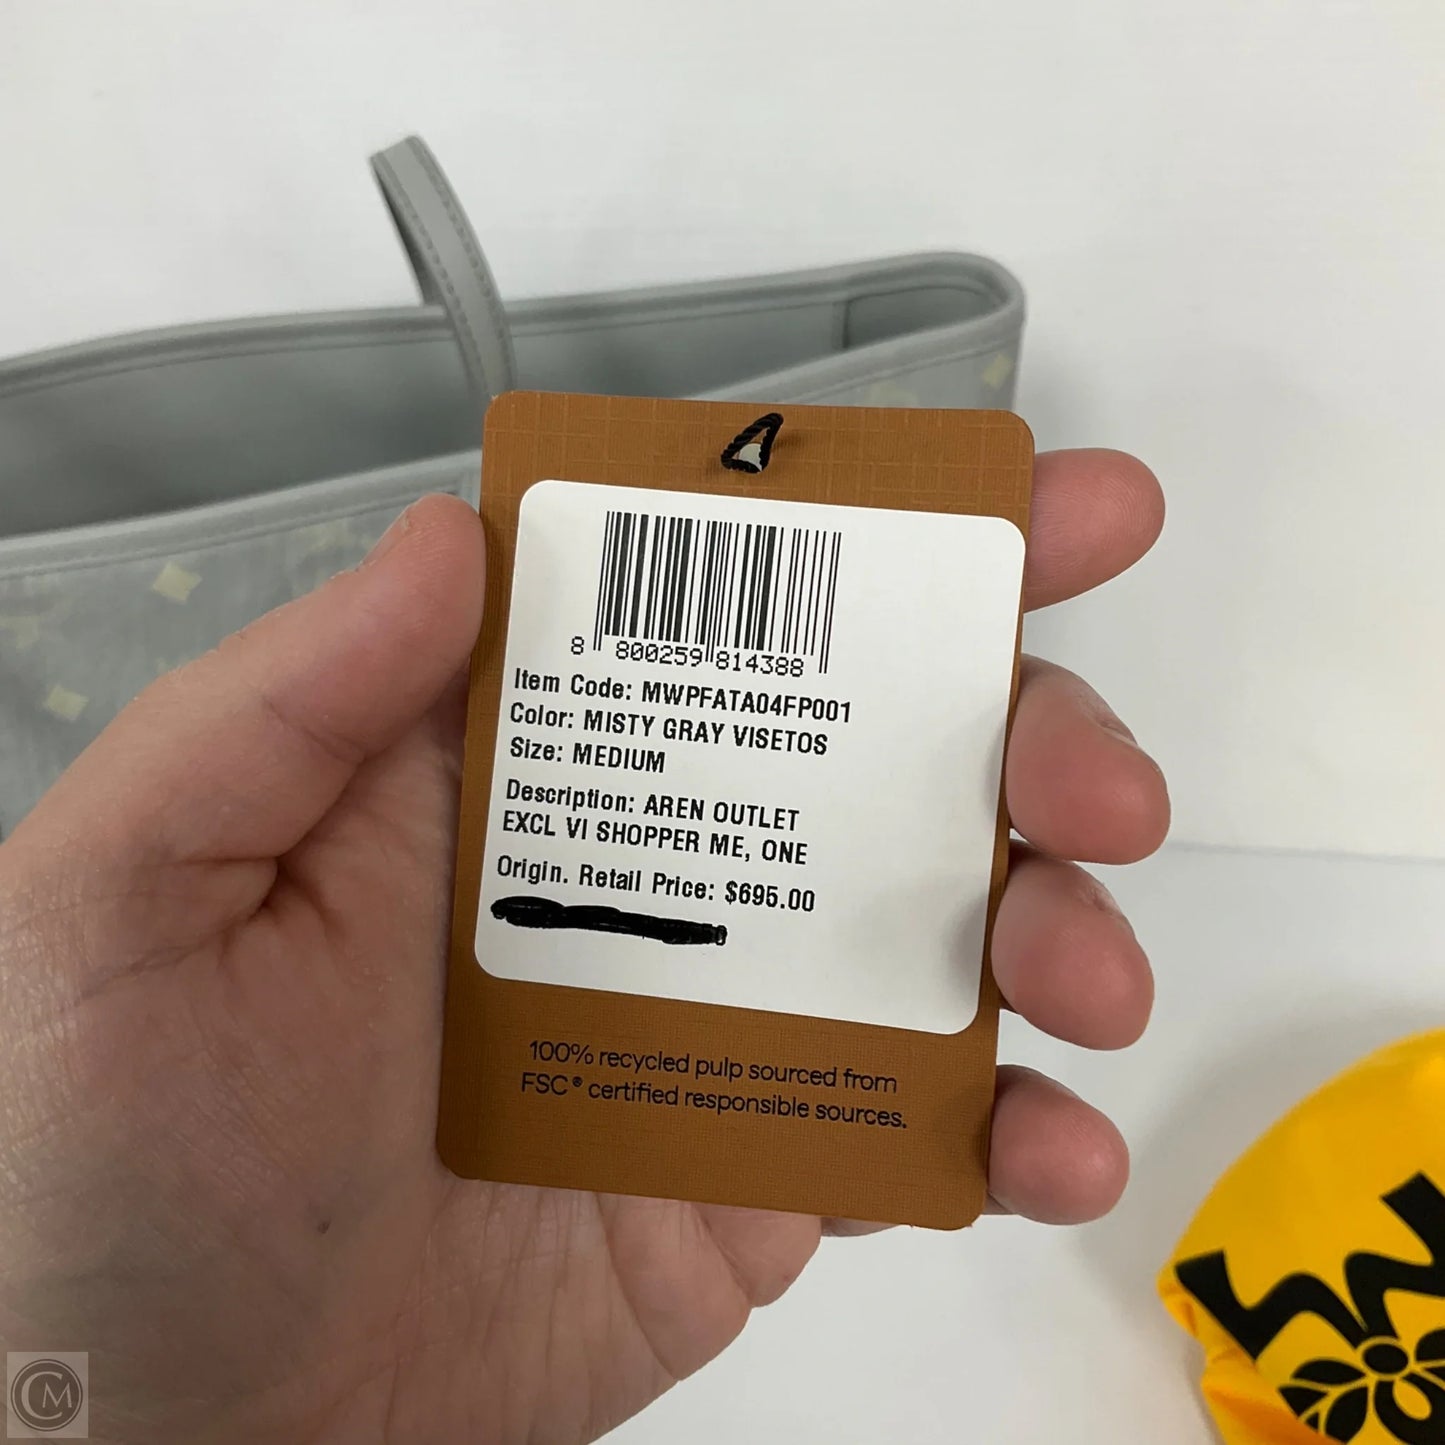 8 800259 814388
Item Code: MWPFATA04FP001
Color: MISTY GRAY VISETOS
Size: MEDIUM
Description: AREN OUTLET
EXCL VI SHOPPER ME, ONE
Origin. Retail Price: $695.00
100% recycled pulp sourced from
FSC® certified responsible sources.
CM